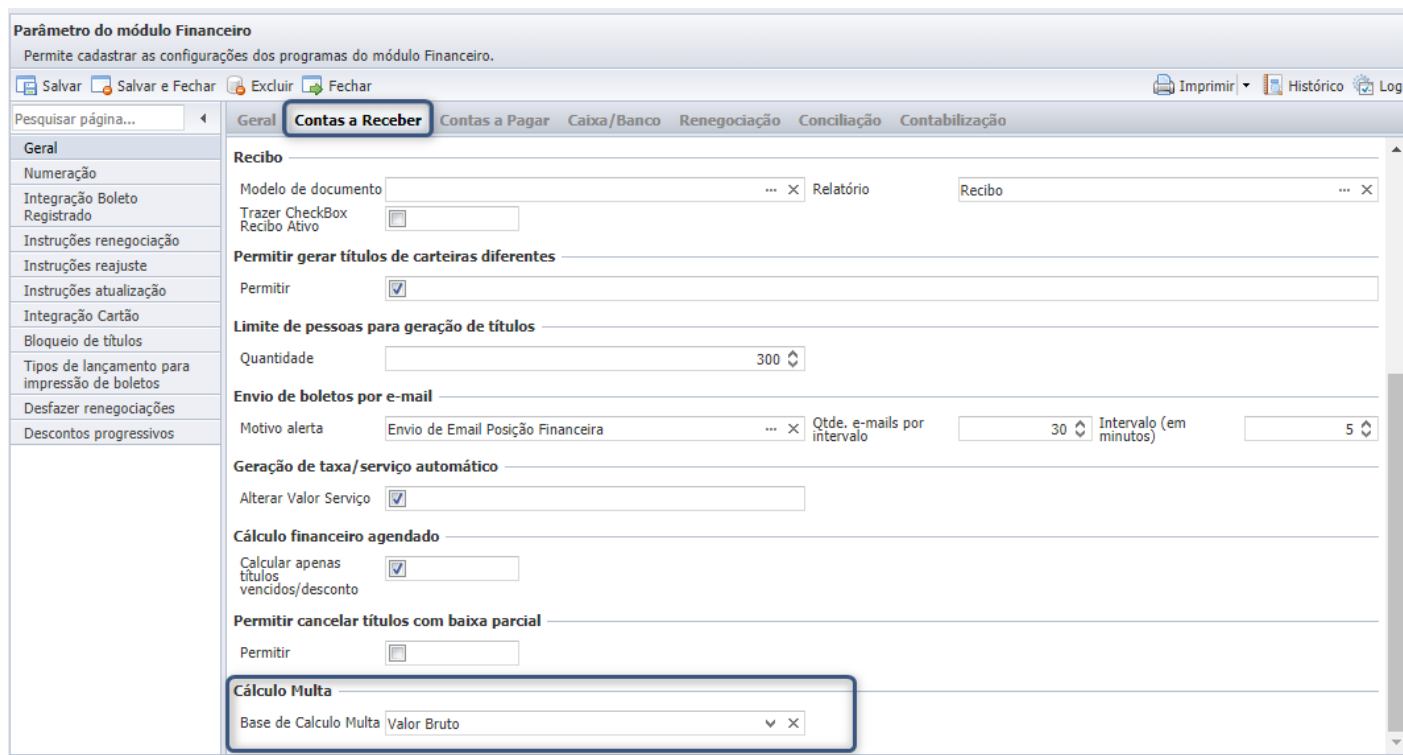 Parâmetro do módulo Financeiro
Permite cadastrar as configurações dos programas do módulo Financeiro.
Salvar Salvar e Fechar Excluir Fechar Imprimir Histórico Log
Pesquisar página...
Geral Contas a Receber Contas a Pagar Caixa/Banco Renegociação Conciliação Contabilização
Geral
Numeração
Integração Boleto
Registrado
Instruções renegociação
Instruções reajuste
Instruções atualização
Integração Cartão
Bloqueio de títulos
Tipos de lançamento para
impressão de boletos
Desfazer renegociações
Descontos progressivos
Recibo
Modelo de documento ... Relatório Recibo ...
Trazer CheckBox
Recibo Ativo
Permitir gerar títulos de carteiras diferentes
Permitir
Limite de pessoas para geração de títulos
Quantidade 300
Envio de boletos por e-mail
Motivo alerta Envio de Email Posição Financeira ... Qtde. e-mails por
intervalo 30 Intervalo (em
minutos) 5
Geração de taxa/serviço automático
Alterar Valor Serviço
Cálculo financeiro agendado
Calcular apenas
títulos
vencidos/desconto
Permitir cancelar títulos com baixa parcial
Permitir
Cálculo Multa
Base de Calculo Multa Valor Bruto